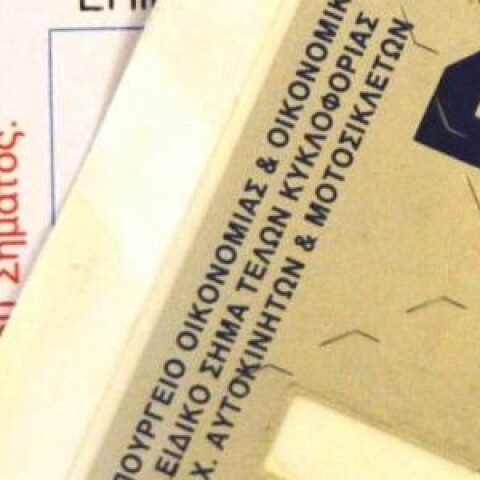 ΠΟΥΡΓΕΙΟ ΟΙΚΟΝΟΜΙΑΣ & ΟΙΚΟΝΟΜΙΚ
ΕΙΔΙΚΟ ΣΗΜΑ ΤΕΛΩΝ ΚΥΚΛΟΦΟΡΙΑΣ
Χ. ΑΥΤΟΚΙΝΗΤΩΝ & ΜΟΤΟΣΙΚΛΕΤΩΝ
Σήματος.